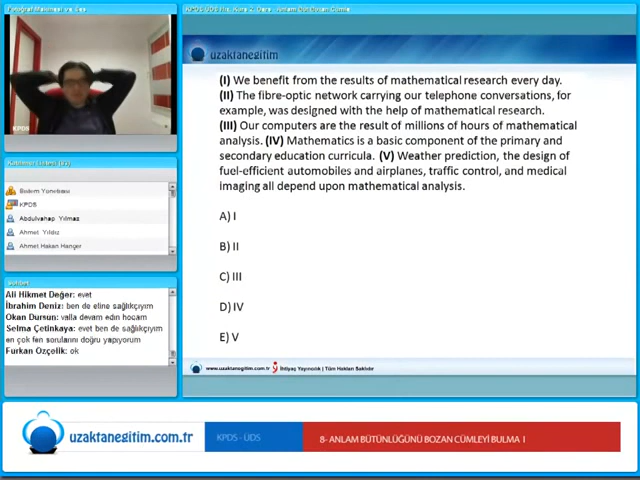 Fotoğraf Makinesi ve Ses
KPDS
uzaktanegitim
(I) We benefit from the results of mathematical research every day.
(II) The fibre-optic network carrying our telephone conversations, for
example, was designed with the help of mathematical research.
(III) Our computers are the result of millions of hours of mathematical
analysis. (IV) Mathematics is a basic component of the primary and
secondary education curricula. (V) Weather prediction, the design of
fuel-efficient automobiles and airplanes, traffic control, and medical
imaging all depend upon mathematical analysis.
A) I
B) II
C) III
D) IV
E) V
Katılımcı Listesi
KPDS
Abdulvahap Yılmaz
Ahmet Yıldız
Ahmet Hakan Hanger
Sohbet
Ali Hikmet Değer: evet
İbrahim Deniz: ben de eline sağlıkçıyım
Okan Dursun: valla devam edin hocam
Selma Çetinkaya: evet ben de sağlıkçıyım
en çok fen sorularını doğru yapıyorum
Furkan Özçelik: ok
www.uzaktanegitim.com.tr İhtiyaç Yayıncılık | Tüm Hakları Saklıdır
uzaktanegitim.com.tr
KPDS - ÜDS
8- ANLAM BÜTÜNLÜĞÜNÜ BOZAN CÜMLEYİ BULMA I